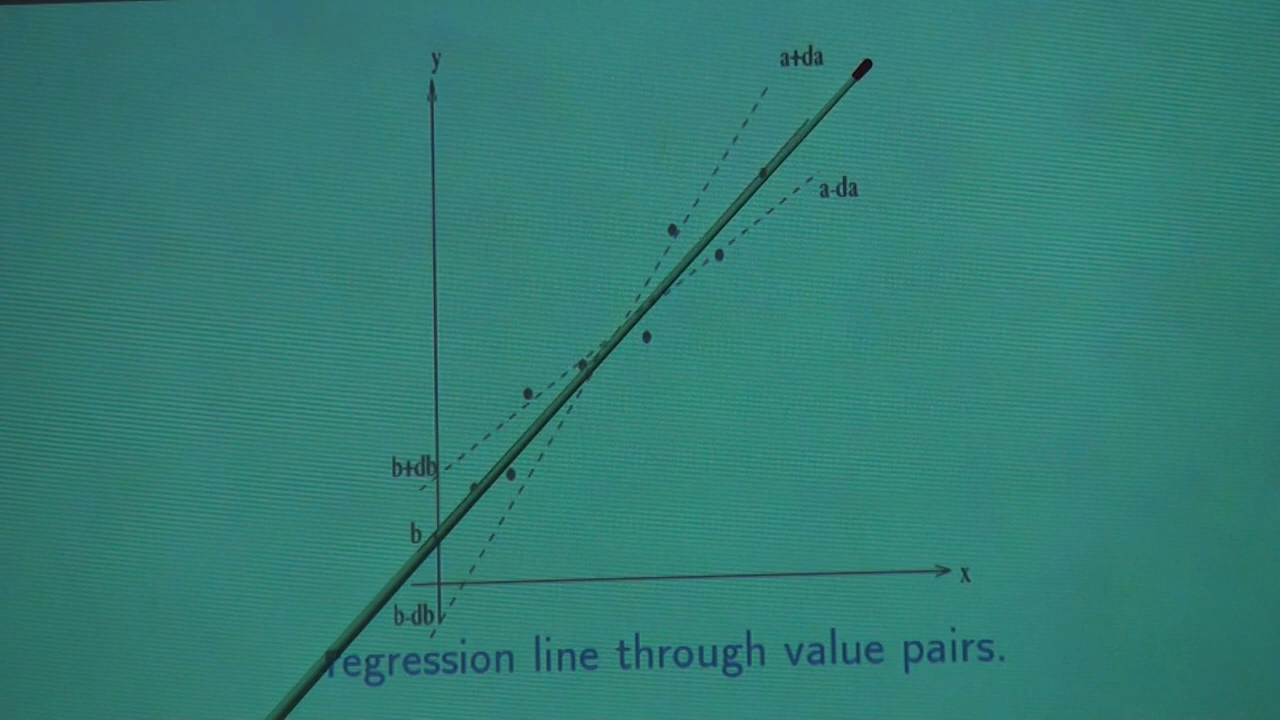 y
a+da
a-da
b+db
b
x
b-db
regression line through value pairs.